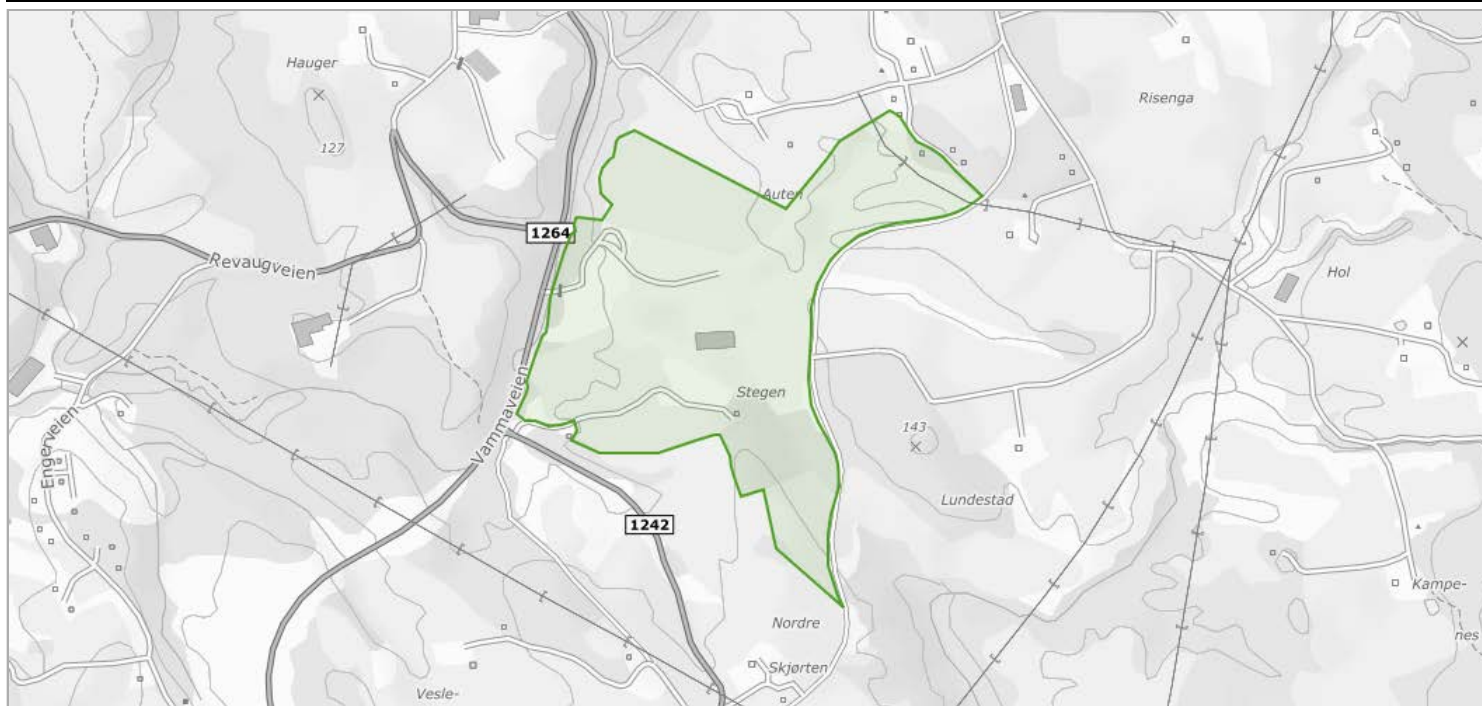 Hauger
127
Risenga
Auten
1264
Revaugveien
Hol
Vammaveien
Stegen
143
Engerveien
Lundestad
1242
Kampe-
nes
Nordre
Skjørten
Vesle-